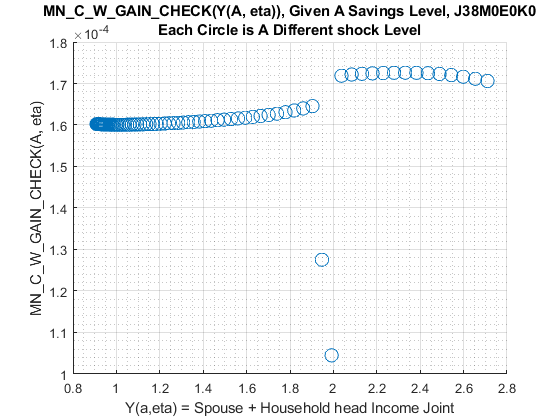 MN_C_W_GAIN_CHECK(Y(A, eta)), Given A Savings Level, J38M0E0K0
Each Circle is A Different shock Level
×10^-4
1.8
1.7
1.6
1.5
1.4
1.3
1.2
1.1
1
MN_C_W_GAIN_CHECK(A, eta)
0.8 1 1.2 1.4 1.6 1.8 2 2.2 2.4 2.6 2.8
Y(a,eta) = Spouse + Household head Income Joint